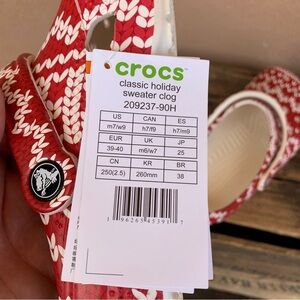 crocs™
classic holiday
sweater clog
209237-90H
US CAN ES
m7/w9 h7/f9 h7/m9
EUR UK JP
39-40 m6/w7 25
CN KR BR
250(2.5) 260mm 38